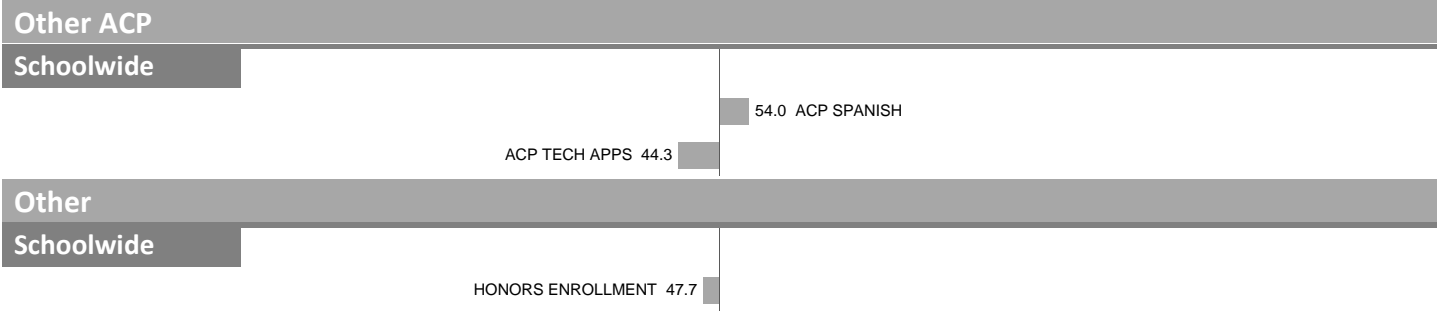 Other ACP
Schoolwide
54.0 ACP SPANISH
ACP TECH APPS 44.3
Other
Schoolwide
HONORS ENROLLMENT 47.7